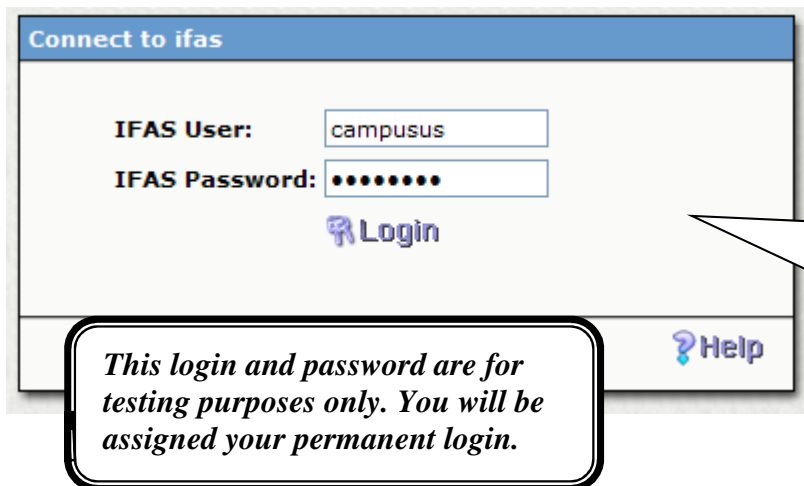 Connect to ifas
IFAS User: campusus
IFAS Password: ••••••••
Login
Help
This login and password are for
testing purposes only. You will be
assigned your permanent login.